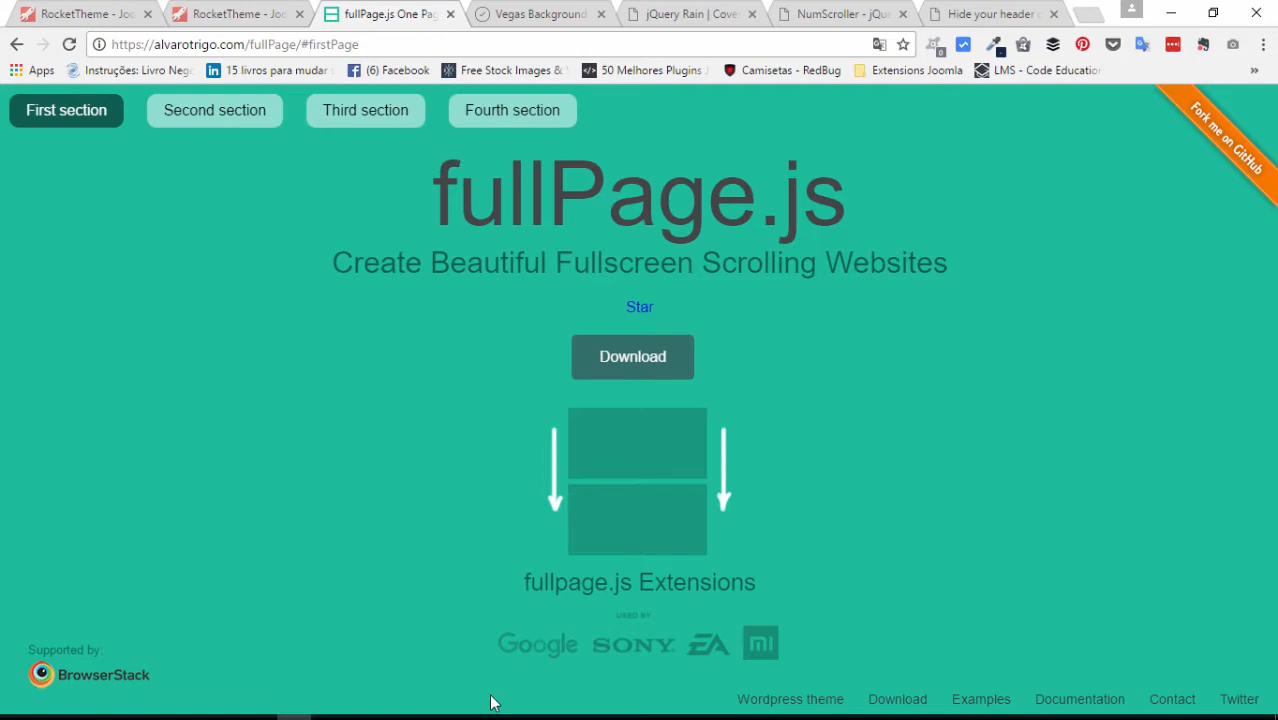 RocketTheme - Joo
RocketTheme - Joo
fullPage.js One Pag
Vegas Background
jQuery Rain | Cove
NumScroller - jQue
Hide your header o
https://alvarotrigo.com/fullPage/#firstPage
Apps
Instruções: Livro Neg
15 livros para mudar
(6) Facebook
Free Stock Images &
50 Melhores Plugins J
Camisetas - RedBug
Extensions Joomla
LMS - Code Education
First section
Second section
Third section
Fourth section
Fork me on GitHub
fullPage.js
Create Beautiful Fullscreen Scrolling Websites
Star
Download
fullpage.js Extensions
USED BY
Google SONY EA mi
Supported by:
BrowserStack
Wordpress theme
Download
Examples
Documentation
Contact
Twitter